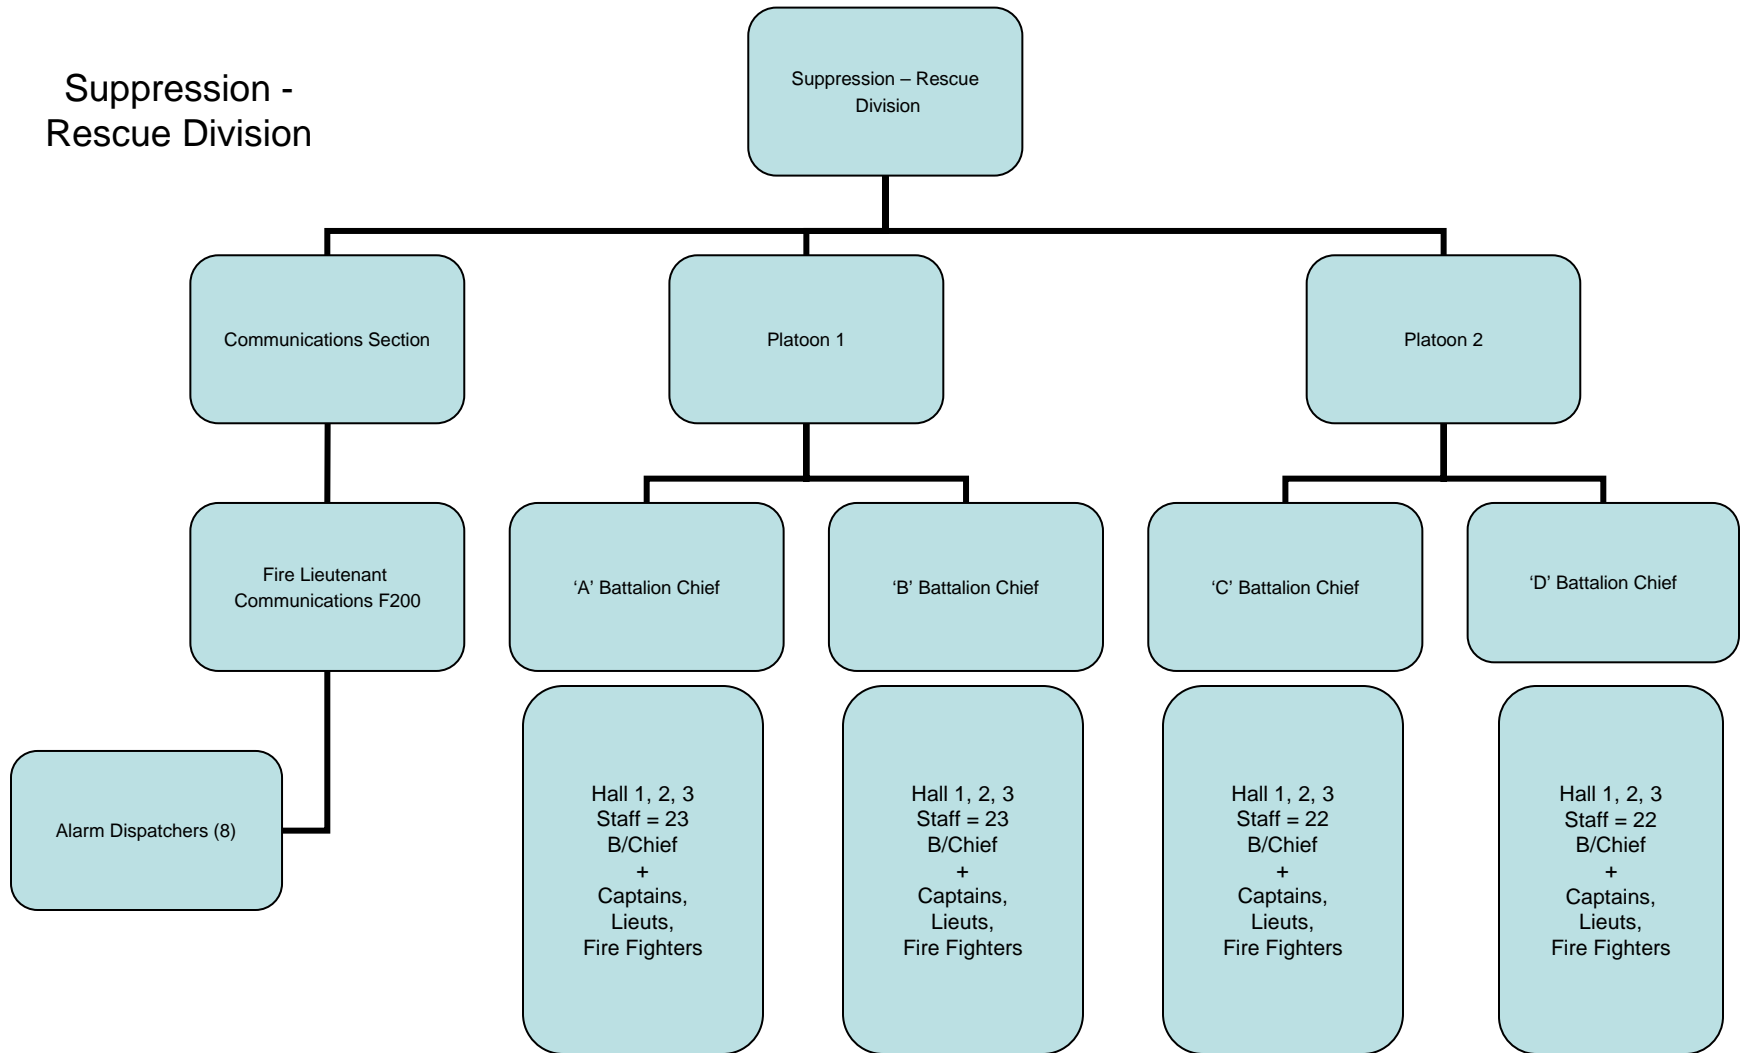 Suppression -
Rescue Division
Suppression – Rescue
Division
Communications Section
Platoon 1
Platoon 2
Fire Lieutenant
Communications F200
‘A’ Battalion Chief
‘B’ Battalion Chief
‘C’ Battalion Chief
‘D’ Battalion Chief
Alarm Dispatchers (8)
Hall 1, 2, 3
Staff = 23
B/Chief
+
Captains,
Lieuts,
Fire Fighters
Hall 1, 2, 3
Staff = 23
B/Chief
+
Captains,
Lieuts,
Fire Fighters
Hall 1, 2, 3
Staff = 22
B/Chief
+
Captains,
Lieuts,
Fire Fighters
Hall 1, 2, 3
Staff = 22
B/Chief
+
Captains,
Lieuts,
Fire Fighters